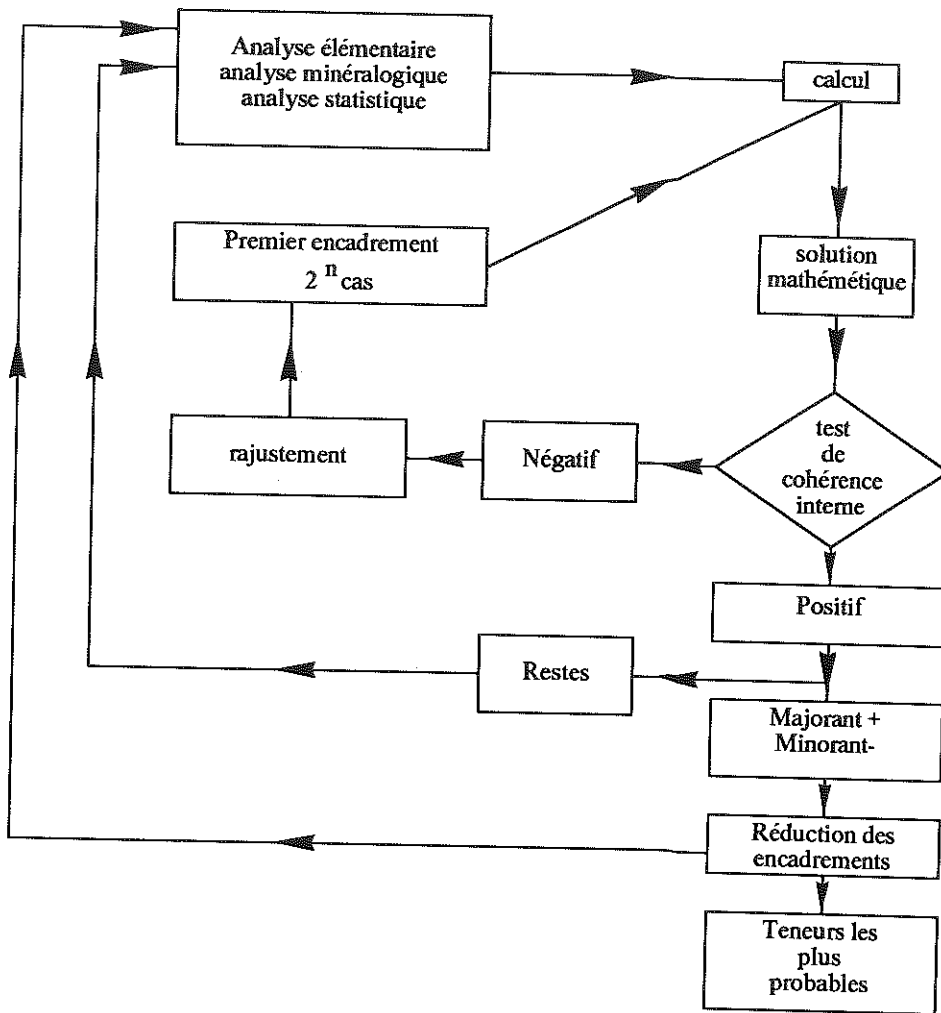 Analyse élémentaire
analyse minéralogique
analyse statistique
calcul
Premier encadrement
2 n cas
solution
mathémétique
test
de
cohérence
interne
Négatif
rajustement
Positif
Restes
Majorant +
Minorant-
Réduction des
encadrements
Teneurs les
plus
probables